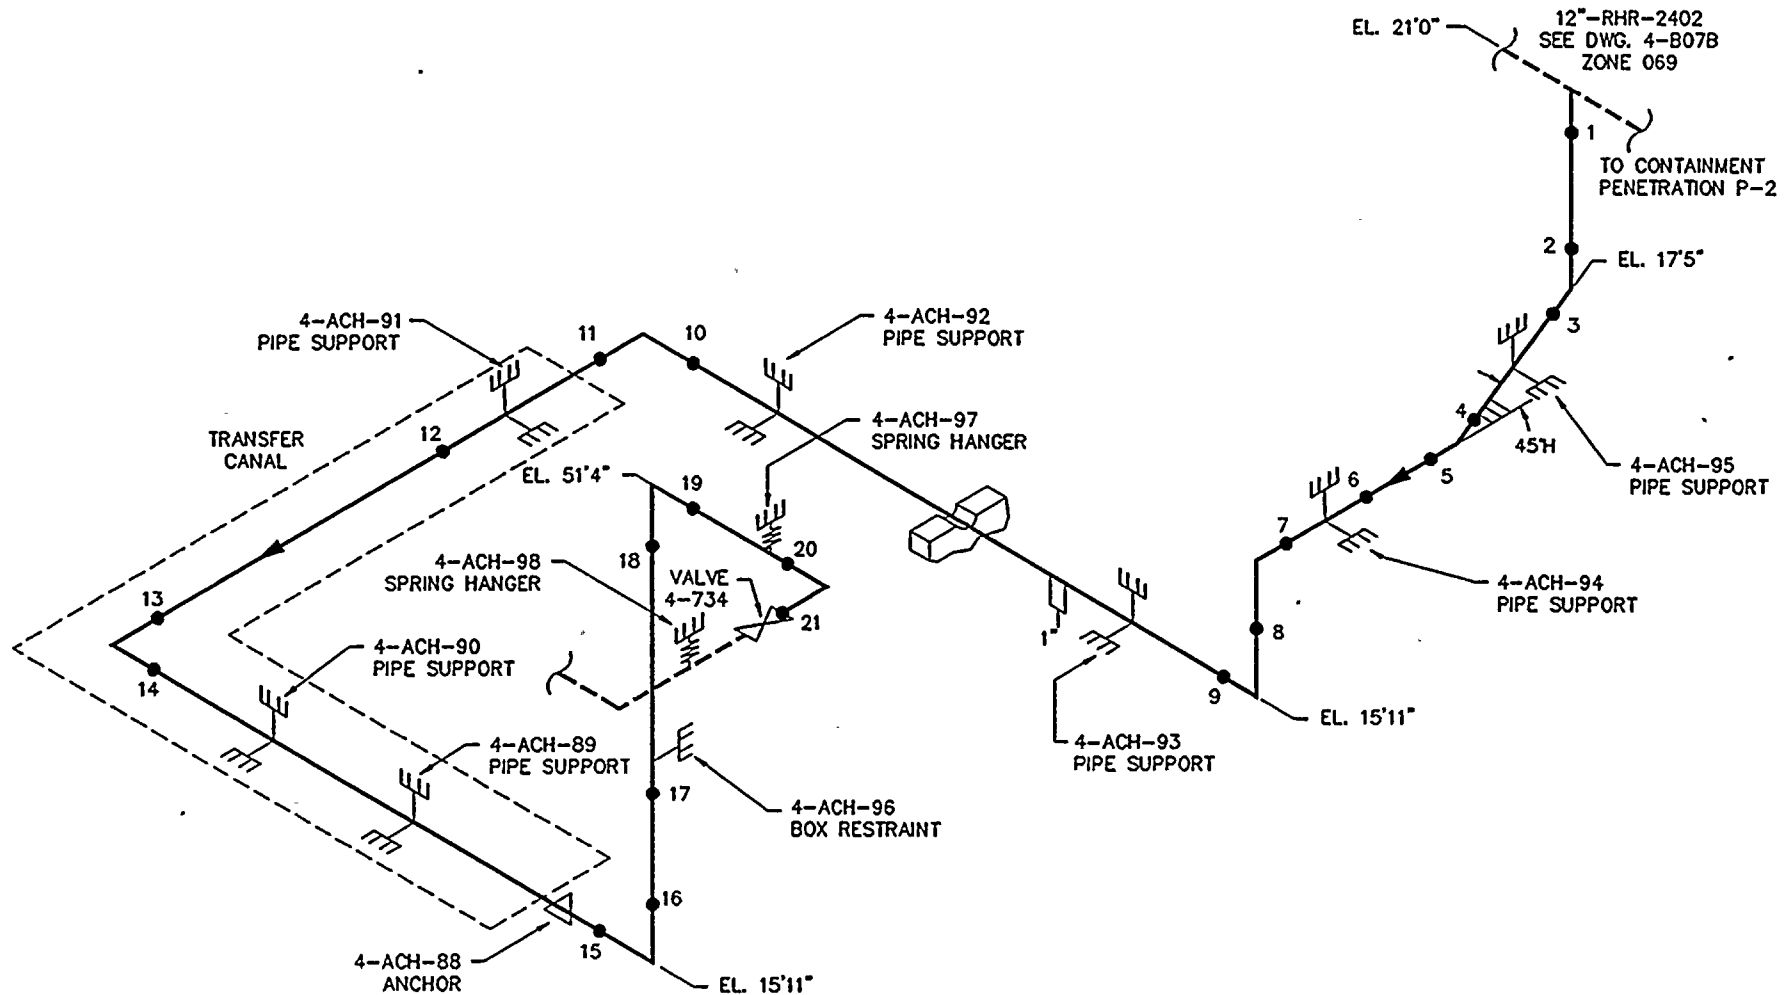 EL. 21'0"
12"-RHR-2402
SEE DWG. 4-B07B
ZONE 069
1
TO CONTAINMENT
PENETRATION P-2
2
EL. 17'5"
3
4-ACH-91
PIPE SUPPORT
11
10
4-ACH-92
PIPE SUPPORT
4
45°H
4-ACH-95
PIPE SUPPORT
TRANSFER
CANAL
12
4-ACH-97
SPRING HANGER
5
6
EL. 51'4"
19
7
18
20
4-ACH-98
SPRING HANGER
VALVE
4-734
21
4-ACH-94
PIPE SUPPORT
13
1"
8
4-ACH-90
PIPE SUPPORT
14
9
EL. 15'11"
4-ACH-89
PIPE SUPPORT
4-ACH-93
PIPE SUPPORT
17
4-ACH-96
BOX RESTRAINT
16
15
4-ACH-88
ANCHOR
EL. 15'11"